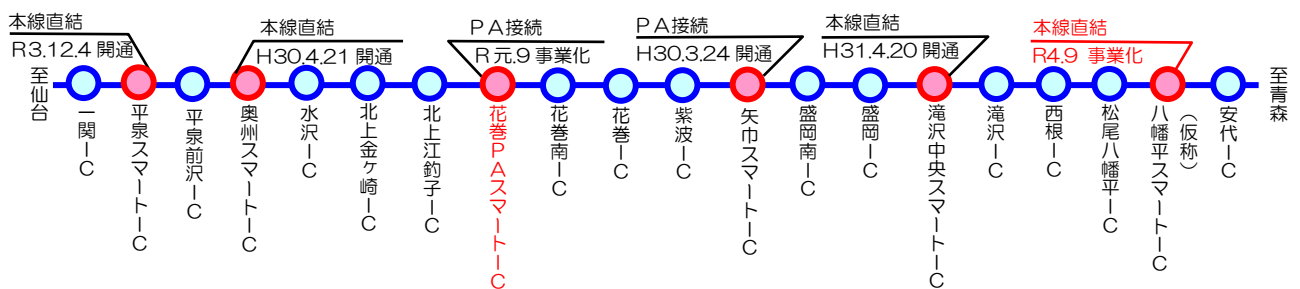 本線直結
R3.12.4 開通
本線直結
H30.4.21 開通
PA接続
R元.9 事業化
PA接続
H30.3.24 開通
本線直結
H31.4.20 開通
本線直結
R4.9 事業化
至仙台
一関IC
平泉スマートIC
平泉前沢IC
奥州スマートIC
水沢IC
北上金ヶ崎IC
北上江釣子IC
花巻PAスマートIC
花巻南IC
花巻IC
紫波IC
矢巾スマートIC
盛岡南IC
盛岡IC
滝沢中央スマートIC
滝沢IC
西根IC
松尾八幡平IC
(仮称)
八幡平スマートIC
安代IC
至青森